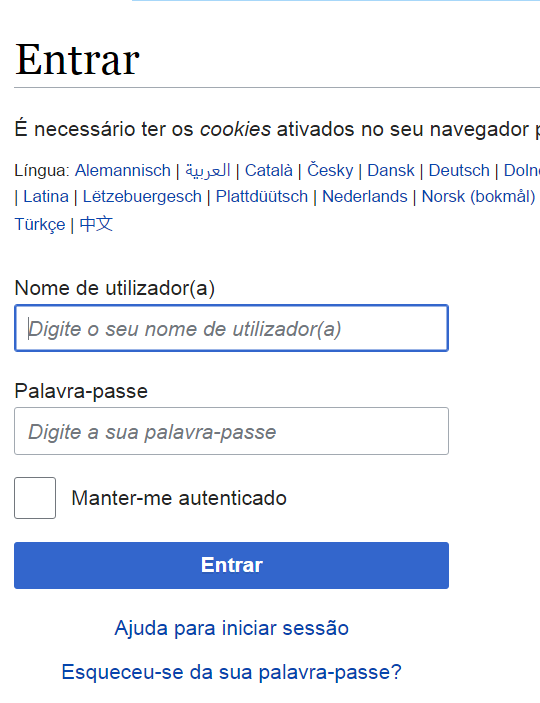 Entrar
É necessário ter os cookies ativados no seu navegador p
Língua: Alemannisch | العربية | Català | Česky | Dansk | Deutsch | Dolno
| Latina | Lëtzebuergesch | Plattdüütsch | Nederlands | Norsk (bokmål)
Türkçe | 中文
Nome de utilizador(a)
Digite o seu nome de utilizador(a)
Palavra-passe
Digite a sua palavra-passe
Manter-me autenticado
Entrar
Ajuda para iniciar sessão
Esqueceu-se da sua palavra-passe?